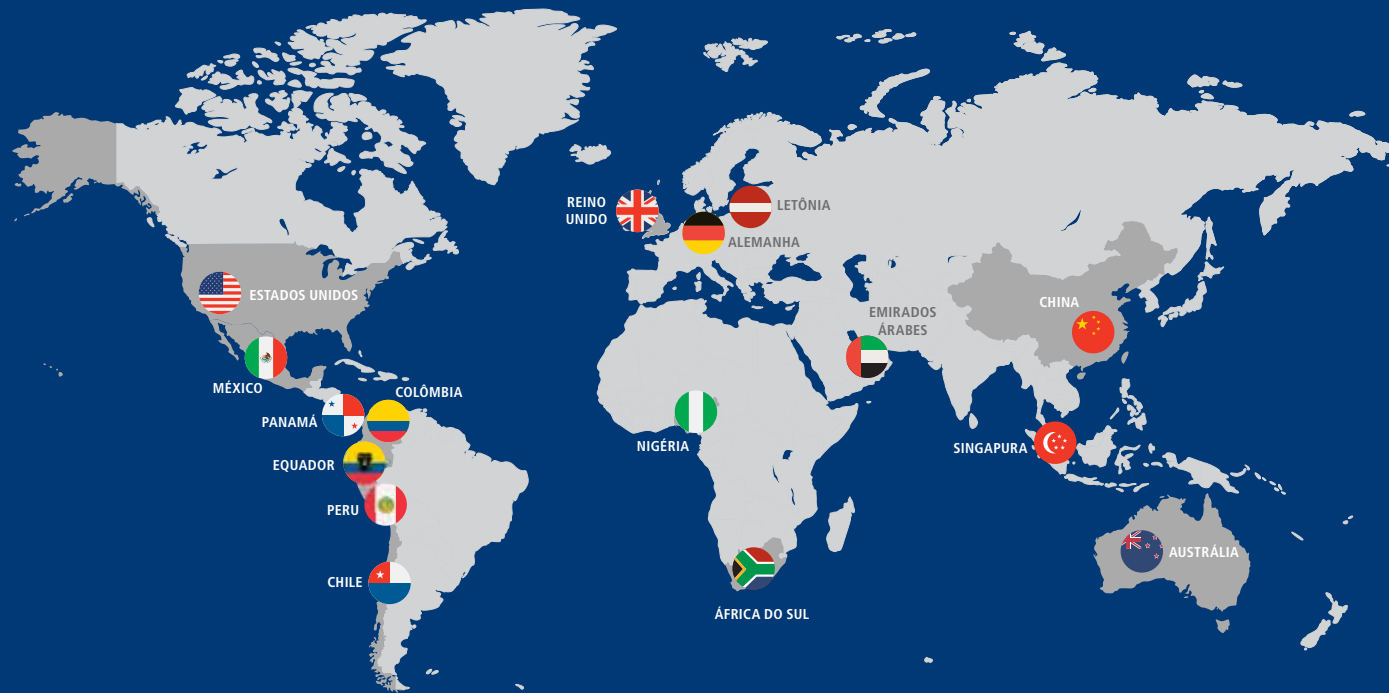 REINO
UNIDO
LETÔNIA
ALEMANHA
ESTADOS UNIDOS
CHINA
EMIRADOS
ÁRABES
MÉXICO
COLÔMBIA
PANAMÁ
NIGÉRIA
SINGAPURA
EQUADOR
PERU
AUSTRÁLIA
CHILE
ÁFRICA DO SUL